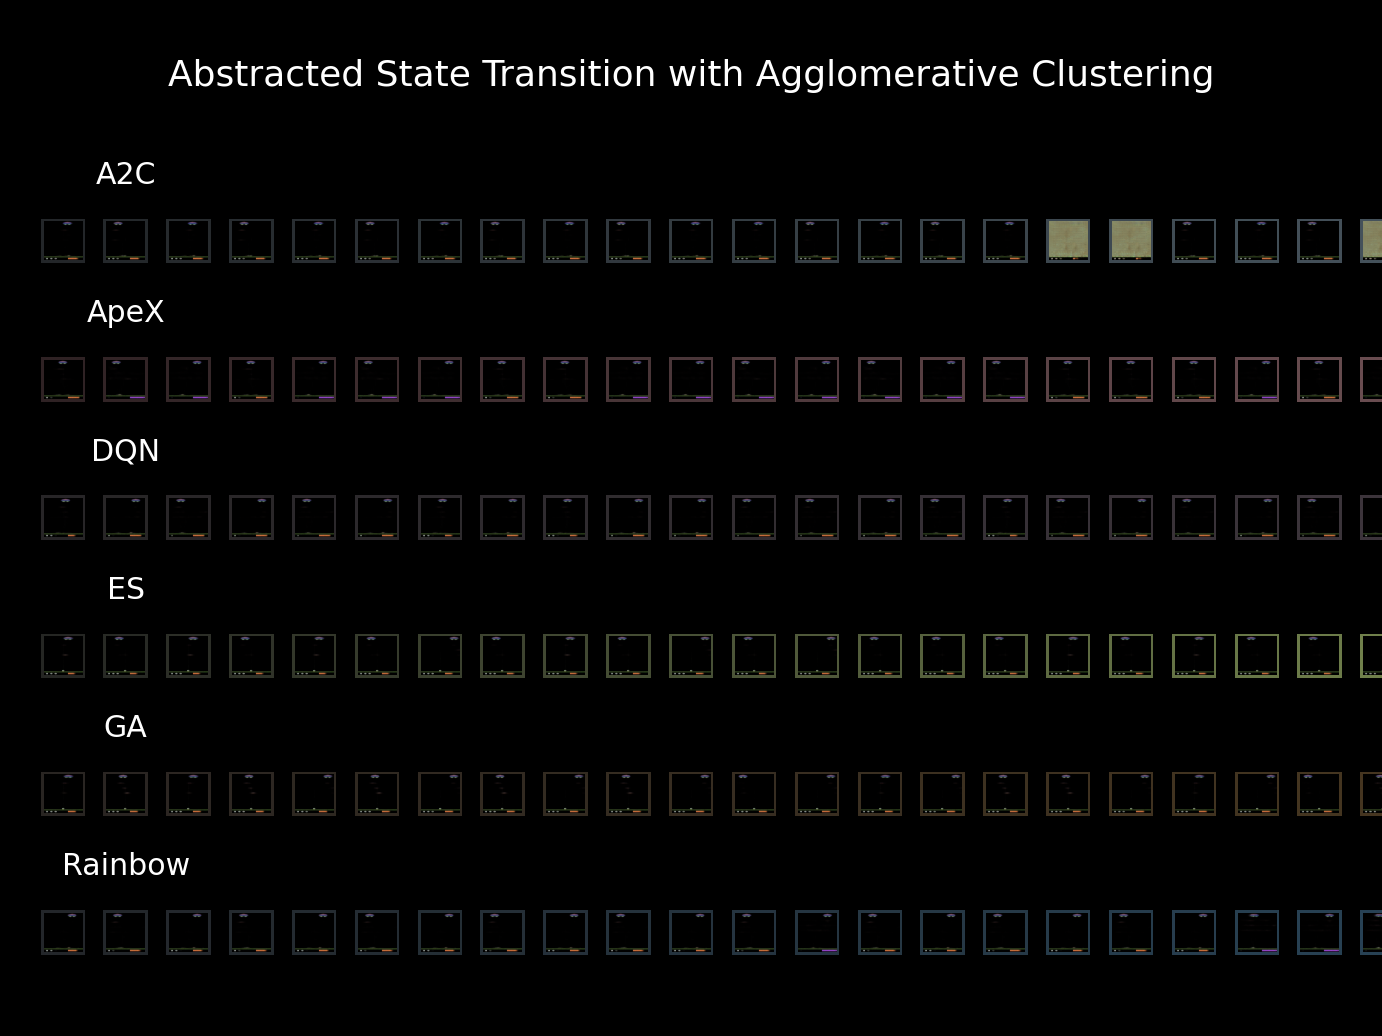 Abstracted State Transition with Agglomerative Clustering
A2C
ApeX
DQN
ES
GA
Rainbow